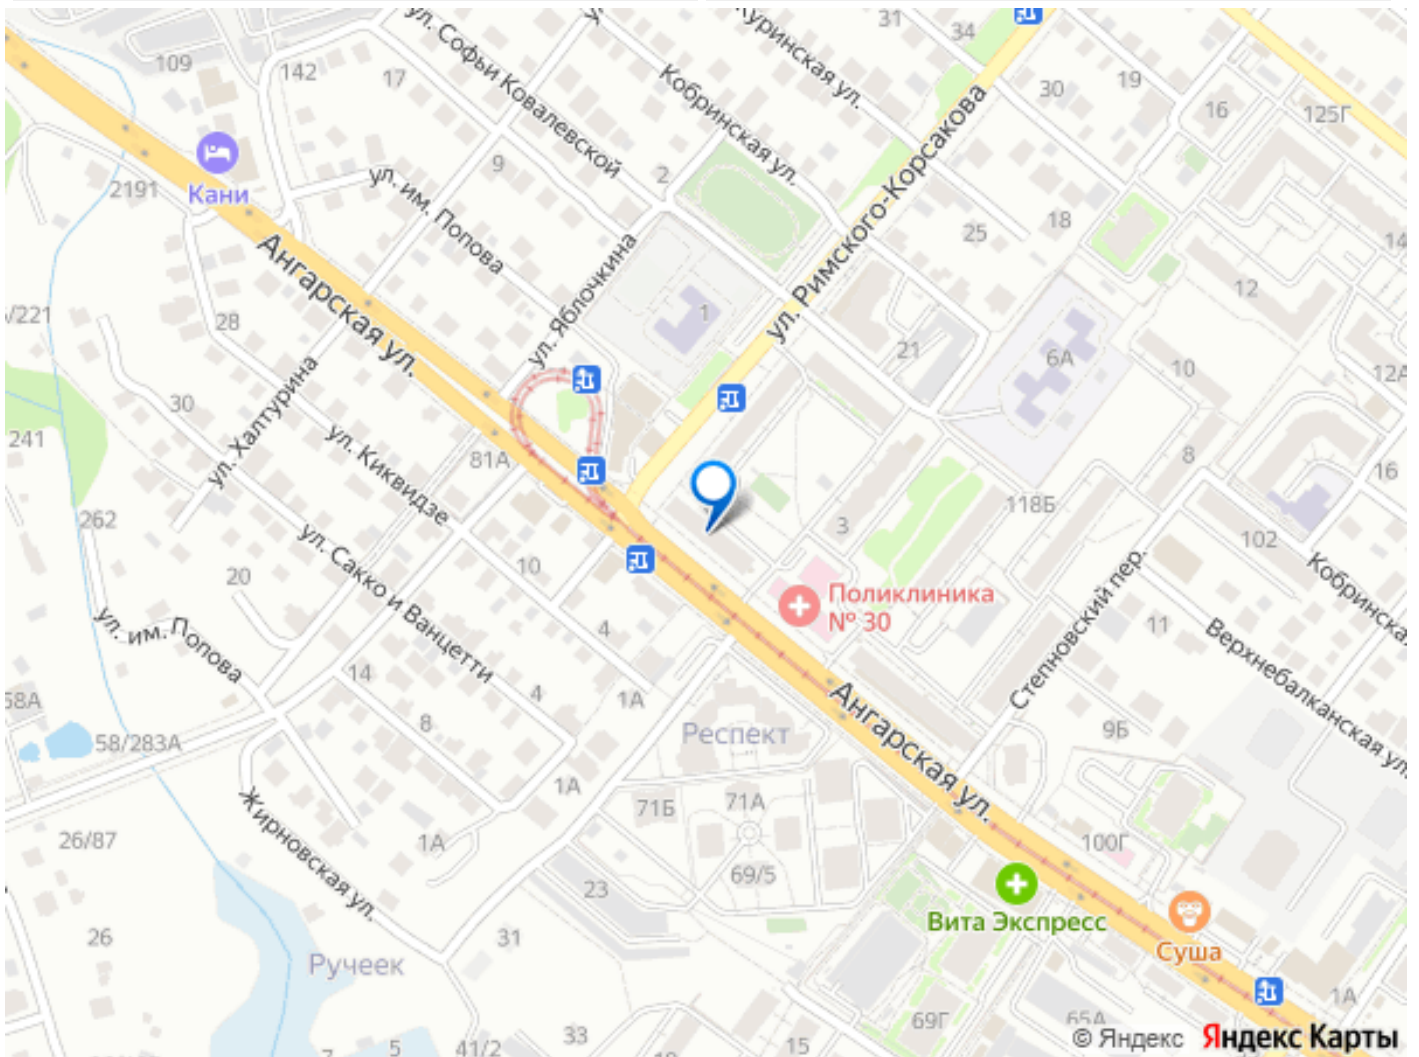 ул. Софьи Ковалевской
Кобринская ул.
31
34
109
142
17
30
19
16
125Г
Кани
2191
9
2
ул. им. Попова
ул. Римского-Корсакова
25
18
14
12
Ангарская ул.
ул. Яблочкина
1
28
21
6А
10
12А
30
241
ул. Халтурина
ул. Киквидзе
81А
8
16
118Б
3
262
ул. Сакко и Ванцетти
20
10
102
Кобринская
Поликлиника
№ 30
ул. им. Попова
4
11
Верхнебалканская ул.
Степновский пер.
14
4
1А
58А
8
Респект
Ангарская ул.
9Б
58/283А
1А
71Б
71А
Жирновская ул.
26/87
1А
100Г
69/5
23
Вита Экспресс
Суша
26
31
Ручеек
33
69Г
65А
1А
5
41/2
15
© Яндекс Яндекс Карты